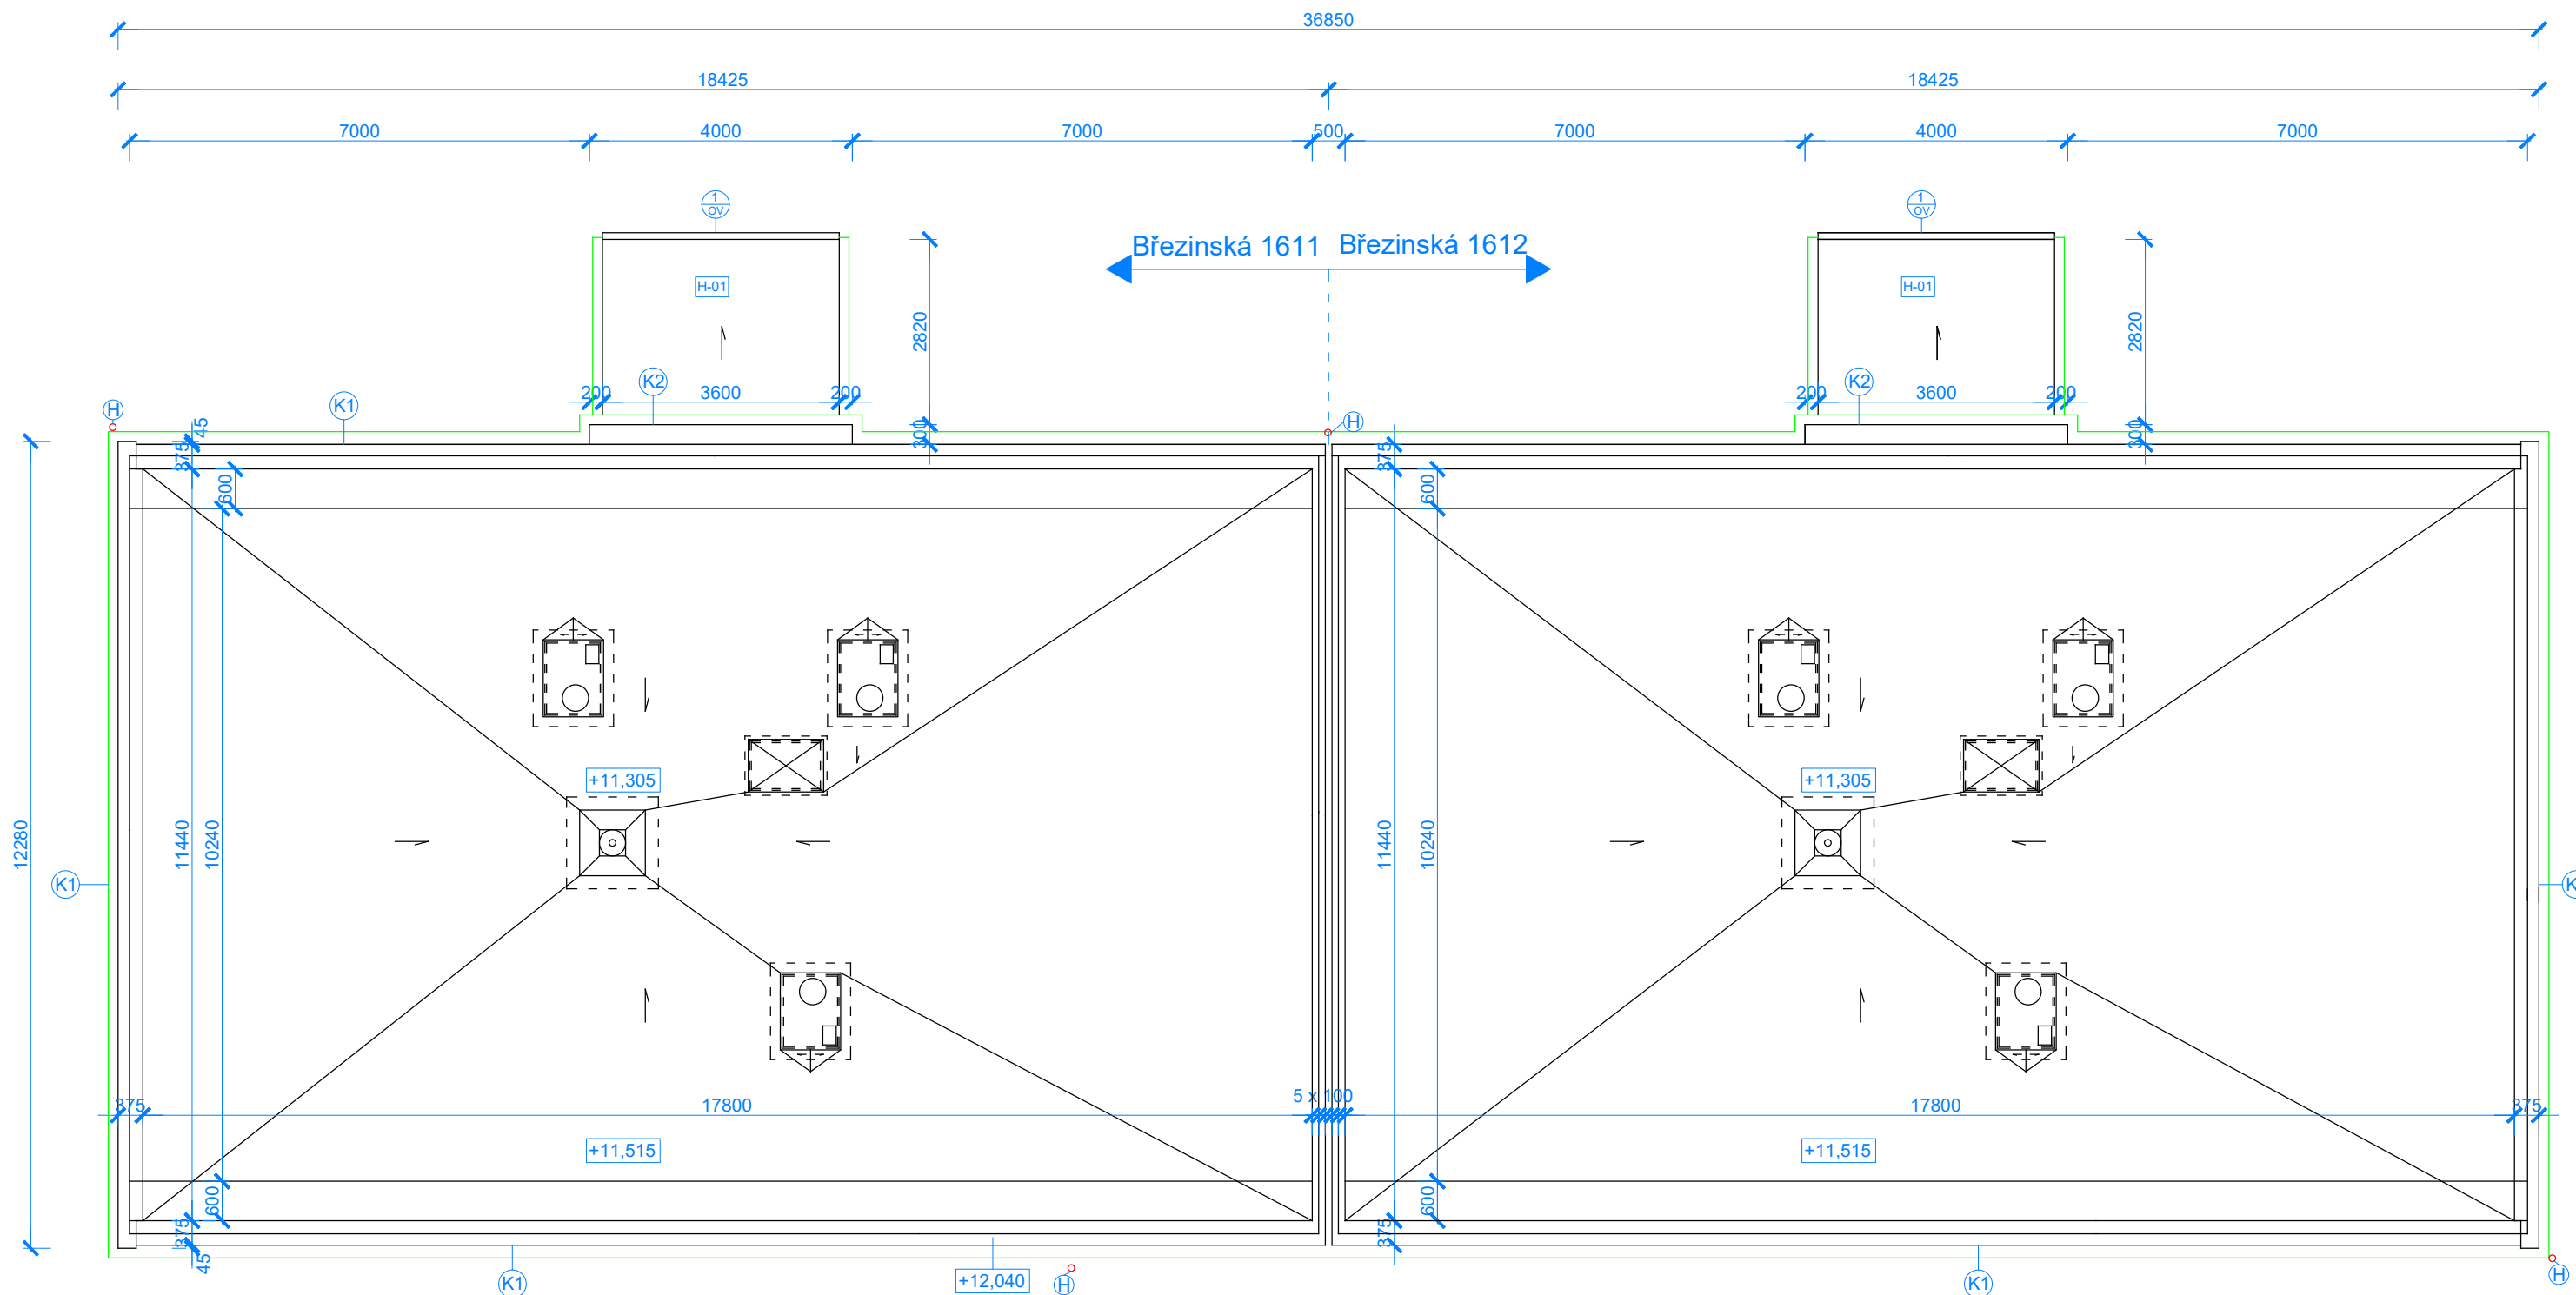 36850
18425 18425
7000 4000 7000 500 7000 4000 7000
1 1
OV OV
Březinská 1611 Březinská 1612
H-01 H-01
2820 2820
K2 K2
200 3600 200 200 3600 200
H K1 H
45 300 300
375 375
600 600
+11,305 +11,305
12280 11440 10240 11440 10240
K1 K
5 x 100
375 17800 17800 375
+11,515 +11,515
600 600
375 375
45
K1 +12,040 H K1 H